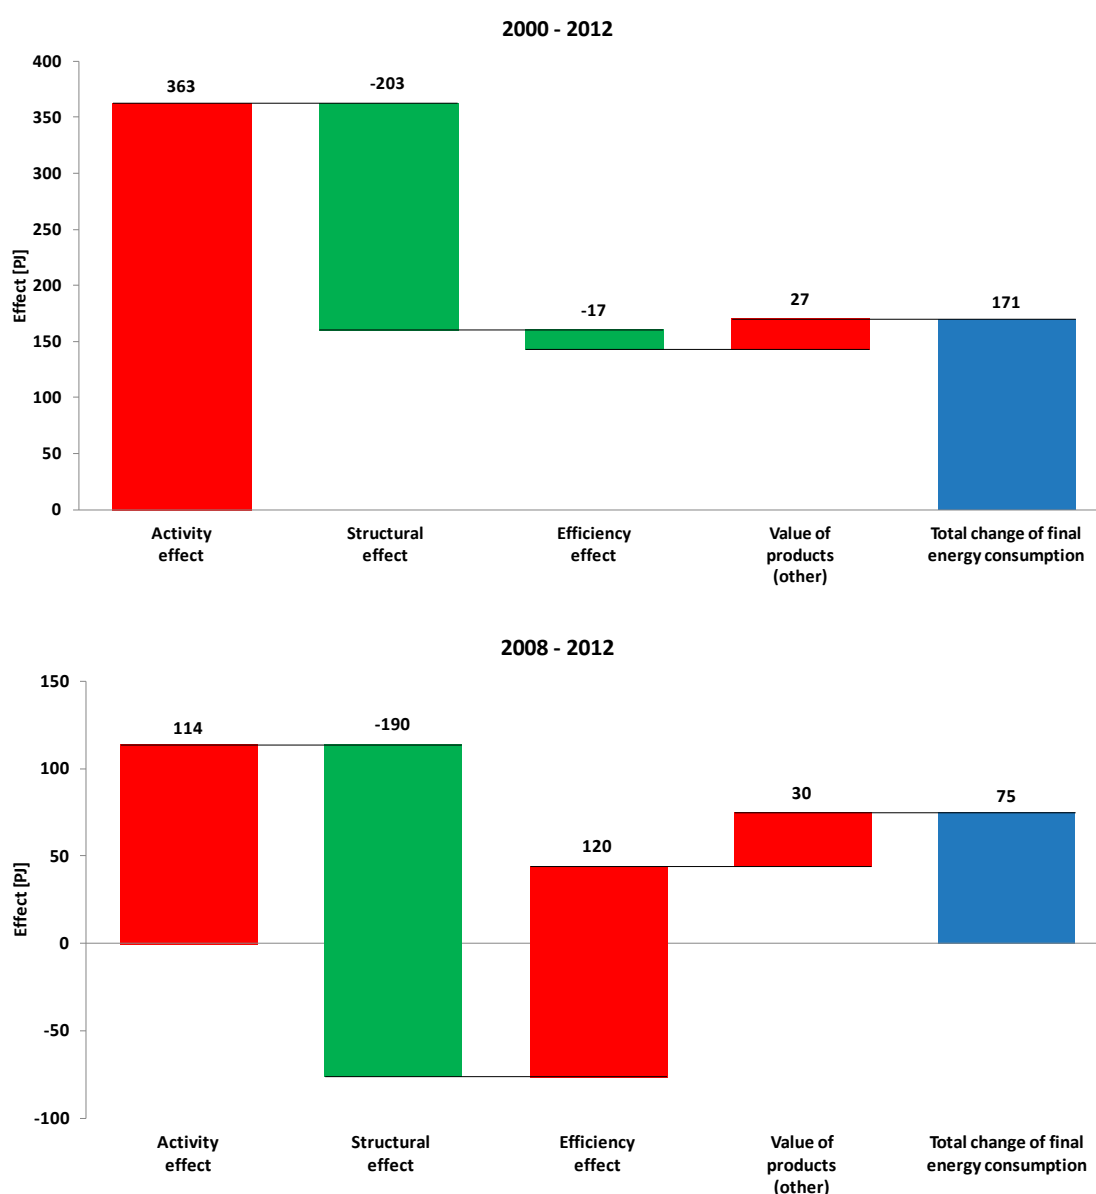 2000 - 2012
400
350
300
250
200
150
100
50
0
Effect [PJ]
363
-203
-17
27
171
Activity
effect
Structural
effect
Efficiency
effect
Value of
products
(other)
Total change of final
energy consumption
2008 - 2012
150
100
50
0
-50
-100
Effect [PJ]
114
-190
120
30
75
Activity
effect
Structural
effect
Efficiency
effect
Value of
products
(other)
Total change of final
energy consumption